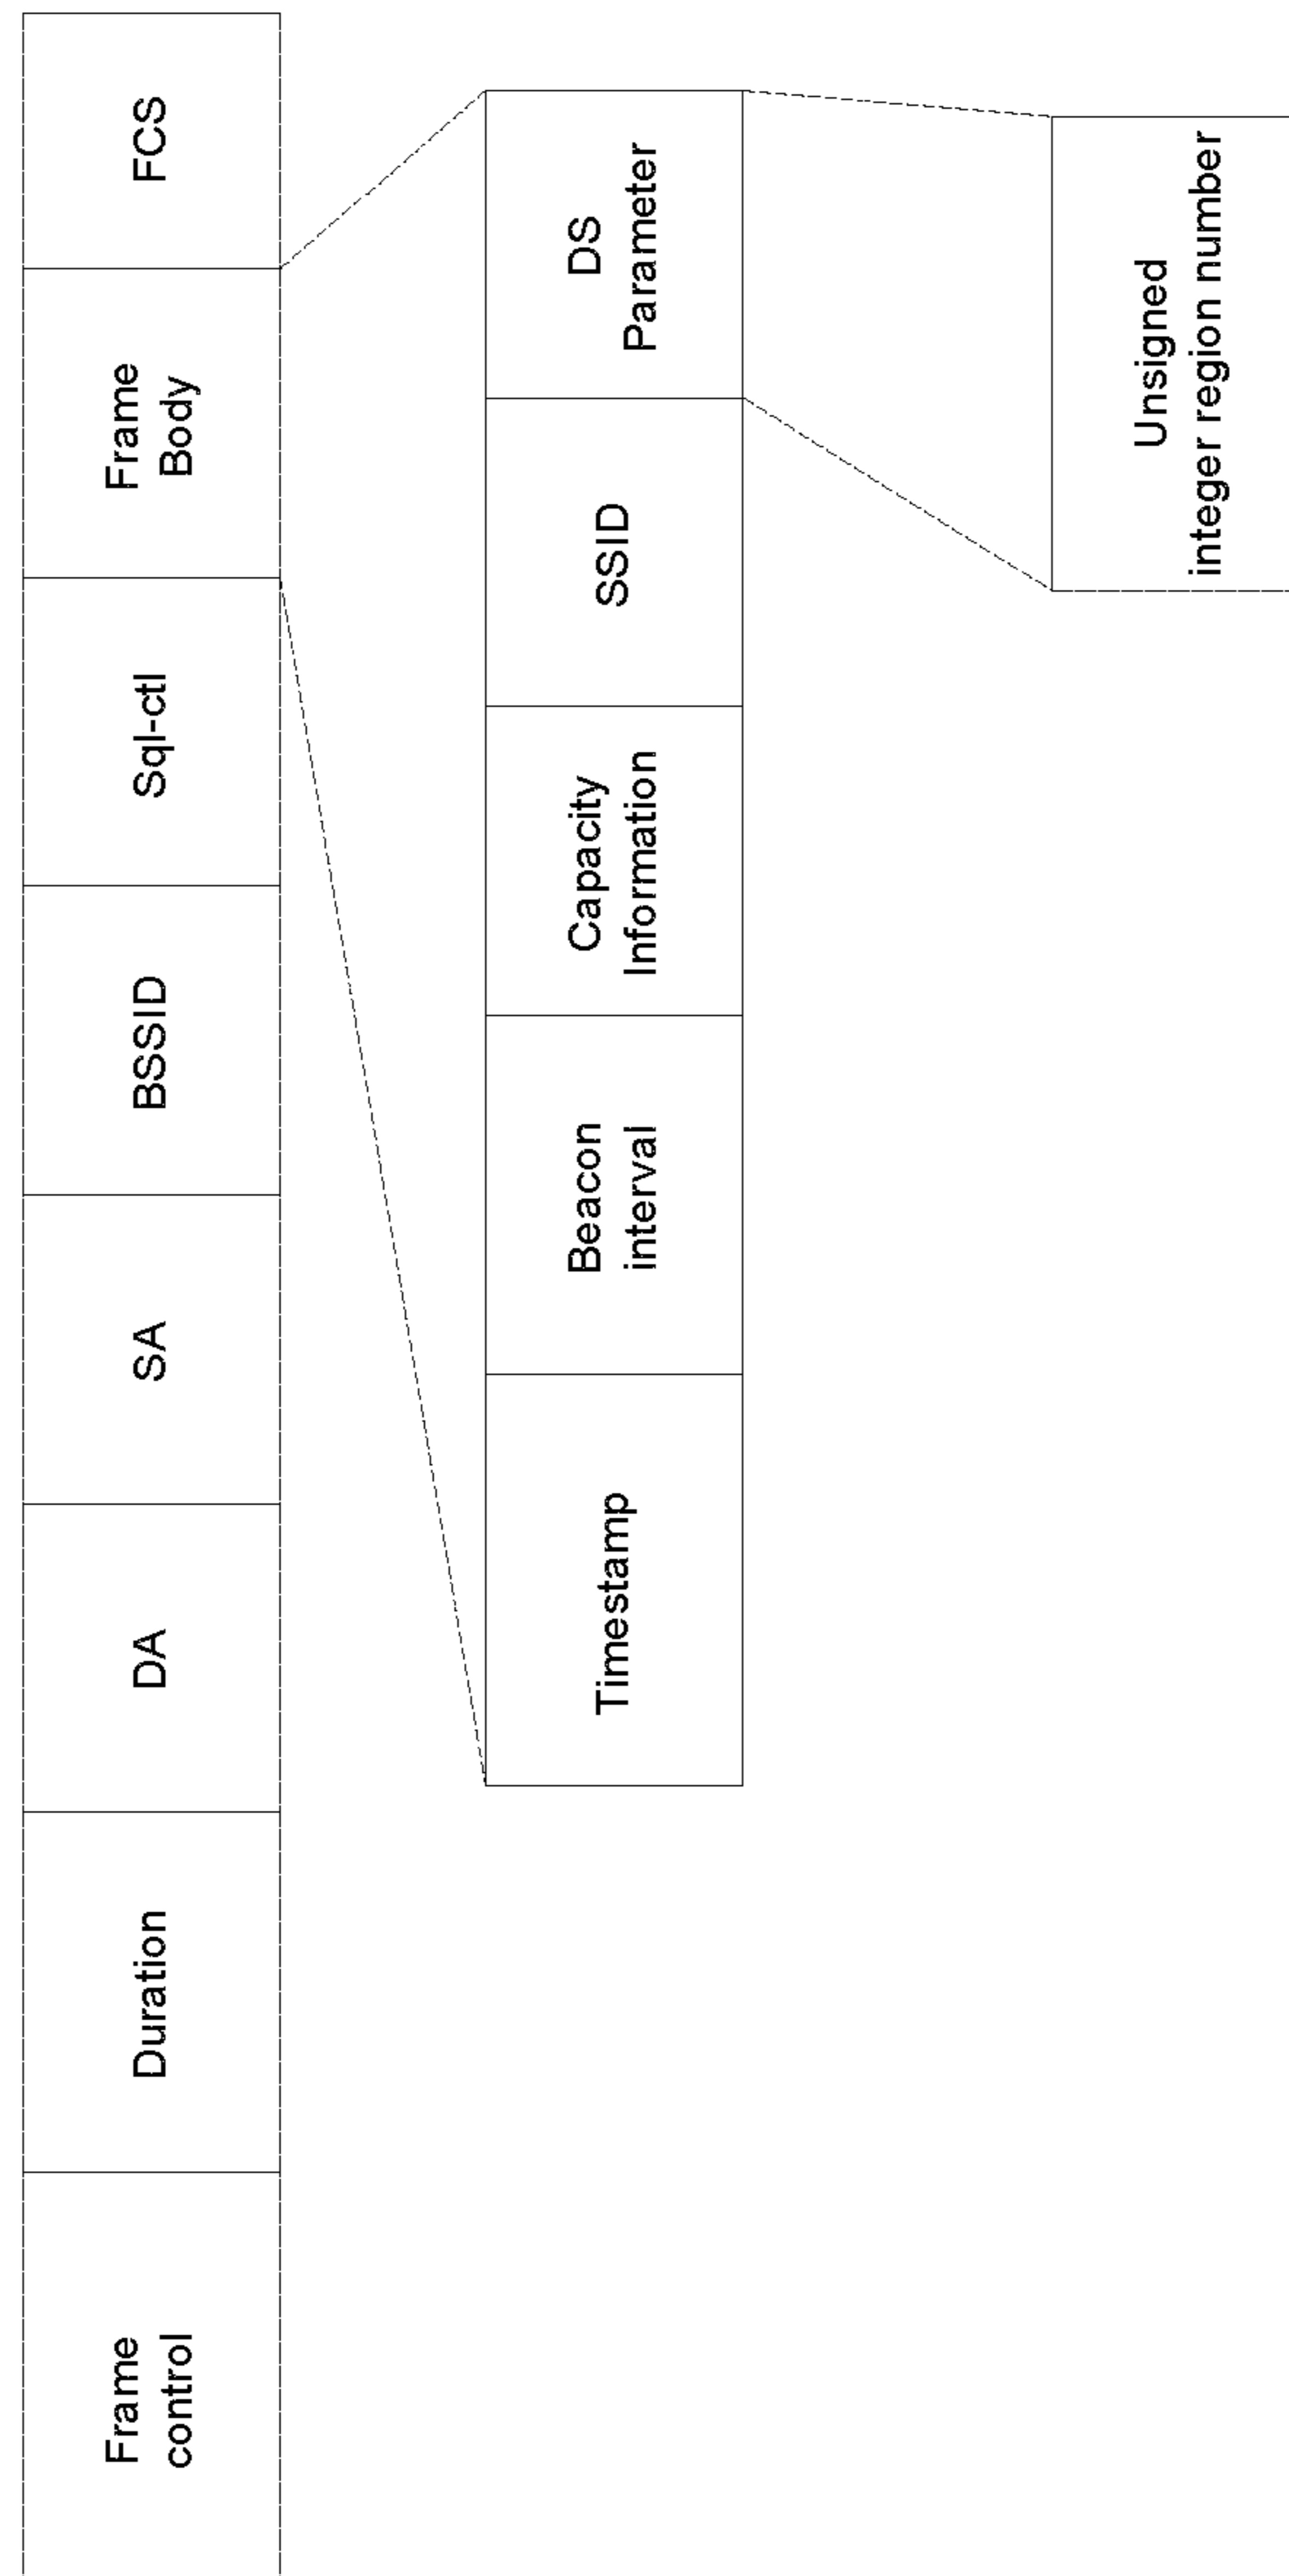 Frame
control
Duration
DA
SA
BSSID
Sql-ctl
Frame
Body
FCS
Timestamp
Beacon
interval
Capacity
Information
SSID
DS
Parameter
Unsigned
integer region number